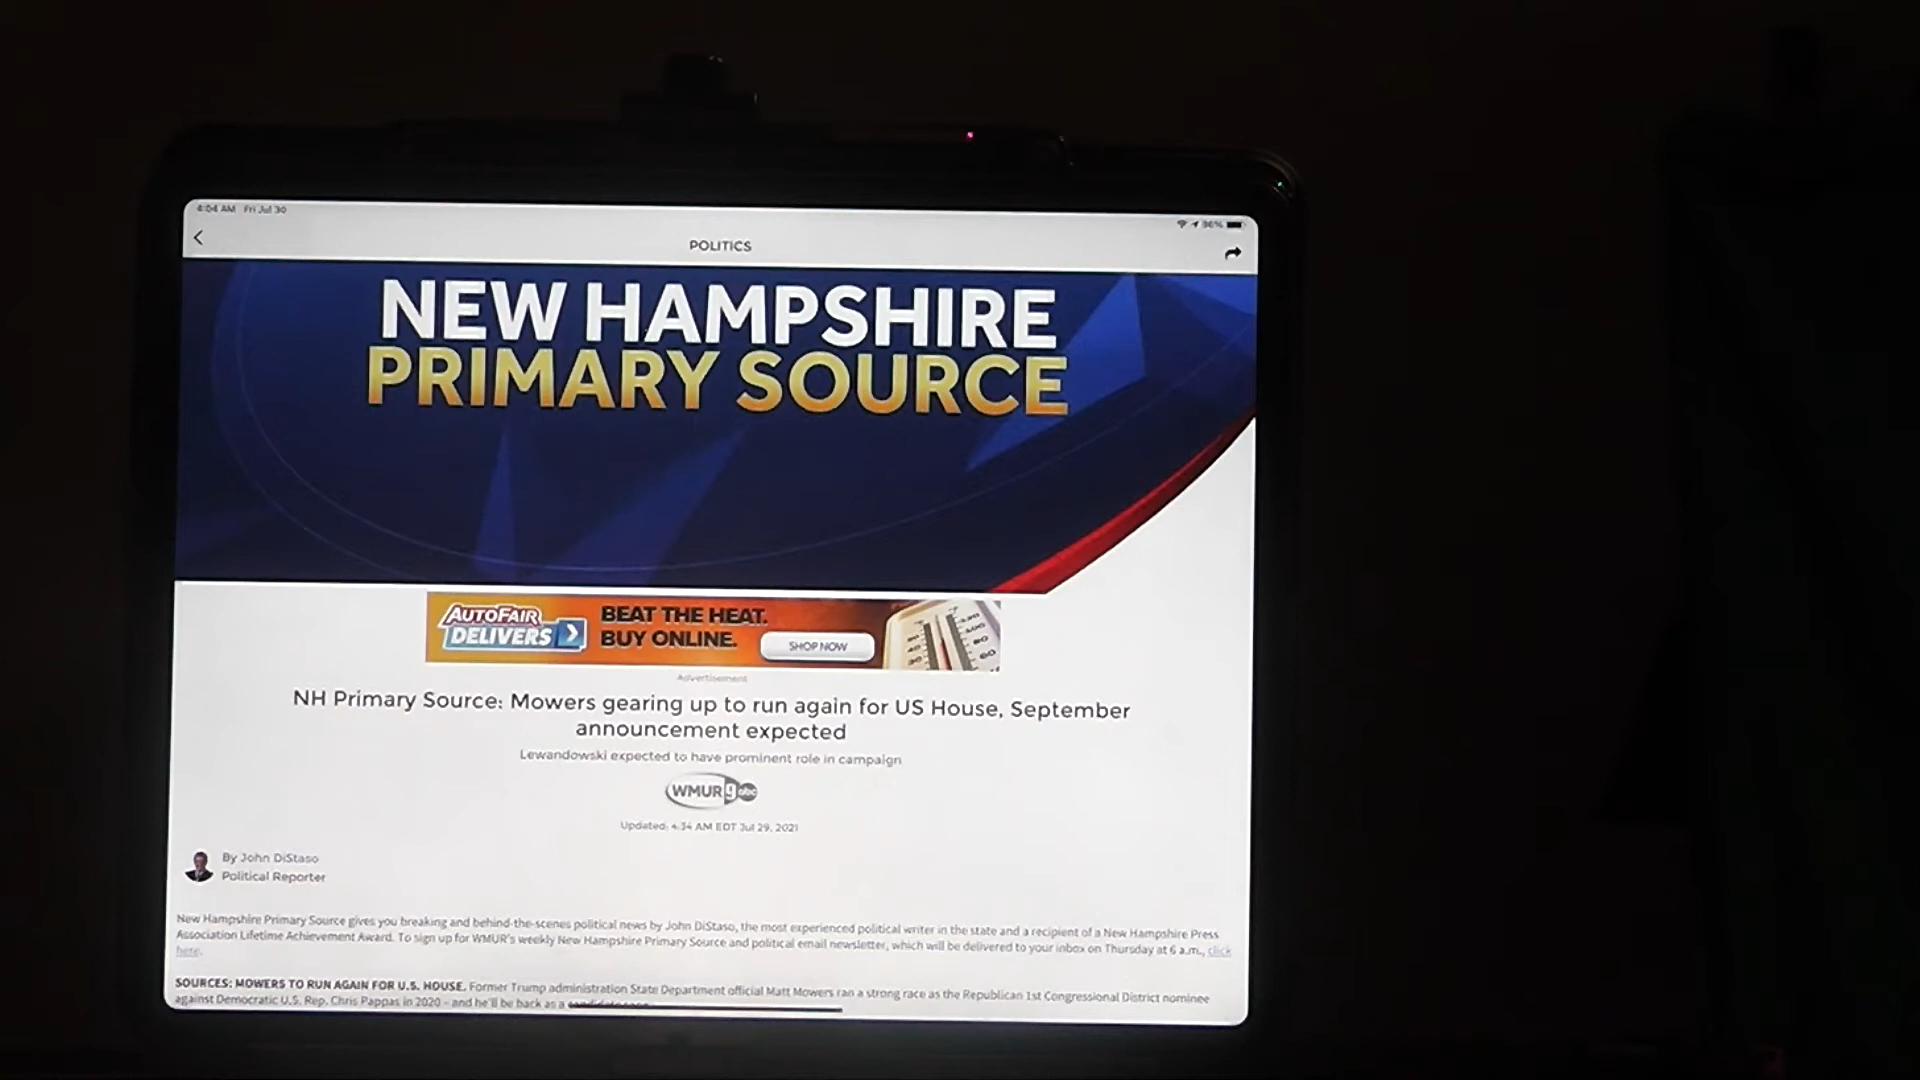 4:04 AM Fri Jul 30
96%
POLITICS
NEW HAMPSHIRE
PRIMARY SOURCE
AUTOFAIR
DELIVERS
BEAT THE HEAT.
BUY ONLINE.
SHOP NOW
Advertisement
NH Primary Source: Mowers gearing up to run again for US House, September
announcement expected
Lewandowski expected to have prominent role in campaign
WMUR 9 abc
Updated: 4:34 AM EDT Jul 29, 2021
By John DiStaso
Political Reporter
New Hampshire Primary Source gives you breaking and behind-the-scenes political news by John DiStaso, the most experienced political writer in the state and a recipient of a New Hampshire Press
Association Lifetime Achievement Award. To sign up for WMUR's weekly New Hampshire Primary Source and political email newsletter, which will be delivered to your inbox on Thursday at 6 a.m., click
here.
SOURCES: MOWERS TO RUN AGAIN FOR U.S. HOUSE. Former Trump administration State Department official Matt Mowers ran a strong race as the Republican 1st Congressional District nominee
against Democratic U.S. Rep. Chris Pappas in 2020 - and he'll be back as a